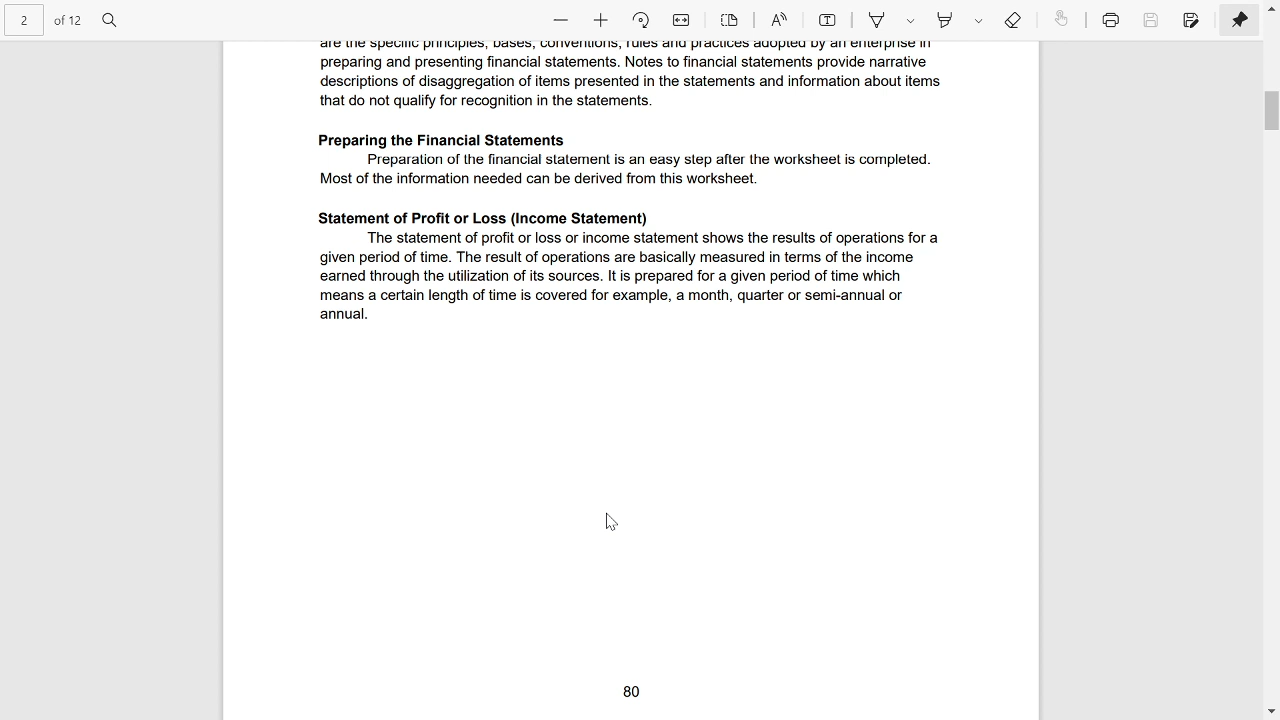 2 of 12
are the specific principles, bases, conventions, rules and practices adopted by an enterprise in
preparing and presenting financial statements. Notes to financial statements provide narrative
descriptions of disaggregation of items presented in the statements and information about items
that do not qualify for recognition in the statements.
Preparing the Financial Statements
Preparation of the financial statement is an easy step after the worksheet is completed.
Most of the information needed can be derived from this worksheet.
Statement of Profit or Loss (Income Statement)
The statement of profit or loss or income statement shows the results of operations for a
given period of time. The result of operations are basically measured in terms of the income
earned through the utilization of its sources. It is prepared for a given period of time which
means a certain length of time is covered for example, a month, quarter or semi-annual or
annual.
80